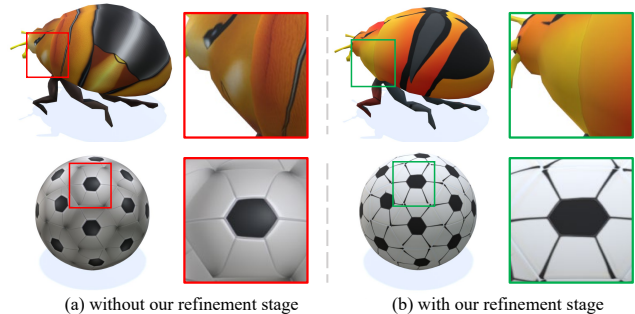 (a) without our refinement stage
(b) with our refinement stage